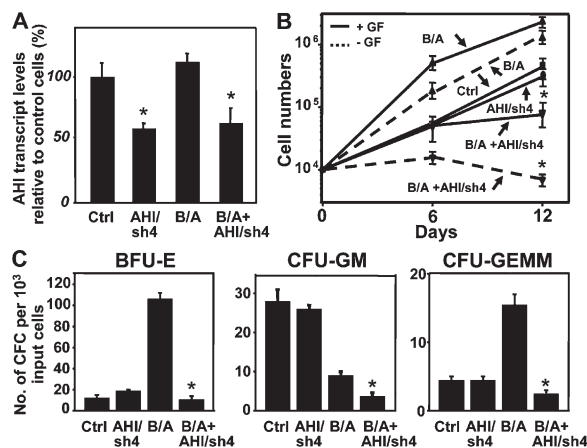 A
AHI transcript levels
relative to control cells (%)
100
50
0
Ctrl
AHI/
sh4
B/A
B/A+
AHI/sh4
*
*
B
Cell numbers
10^6
10^5
10^4
+ GF
- GF
B/A
B/A
Ctrl
AHI/sh4
*
B/A +AHI/sh4
*
B/A +AHI/sh4
0
6
12
Days
C
No. of CFC per 10^3
input cells
BFU-E
120
100
80
60
40
20
0
*
Ctrl
AHI/
sh4
B/A
B/A+
AHI/sh4
CFU-GM
30
20
10
0
*
Ctrl
AHI/
sh4
B/A
B/A+
AHI/sh4
CFU-GEMM
20
10
0
*
Ctrl
AHI/
sh4
B/A
B/A+
AHI/sh4